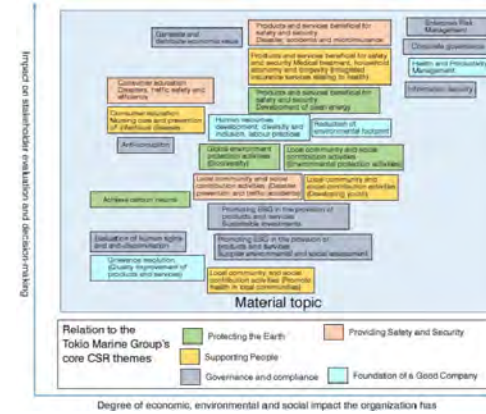 Impact on stakeholder evaluation and decision-making
Generate and
distribute economic value
Products and services beneficial for
safety and security
Disaster, accidents and microinsurance
Enterprise Risk
Management
Corporate governance
Products and services beneficial for safety
and security Medical treatment, household
economy and longevity (Integrated
insurance services relating to health)
Health and Productivity
Management
Information security
Consumer education
Disasters, traffic safety and
efficiency
Products and services beneficial for
safety and security
Development of clean energy
Consumer education
Nursing care and prevention
of infectious diseases
Human resources
development, diversity and
inclusion, labour practices
Reduction of
environmental footprint
Anti-corruption
Global environment
protection activities
(Biodiversity)
Local community and social
contribution activities
(Environmental protection activities)
Local community and social
contribution activities (Disaster
prevention and traffic accidents)
Local community and social
contribution activities
(Developing youth)
Achieve carbon neutral
Promoting ESG in the provision of
products and services
Sustainable investments
Evaluation of human rights
and anti-discrimination
Promoting ESG in the provision of
products and services
Supplier environmental and social assessment
Grievance resolution
(Quality improvement of
products and services)
Local community and social
contribution activities (Promote
health in local communities)
Material topic
Relation to the
Tokio Marine Group's
core CSR themes
Protecting the Earth
Providing Safety and Security
Supporting People
Governance and compliance
Foundation of a Good Company
Degree of economic, environmental and social impact the organization has